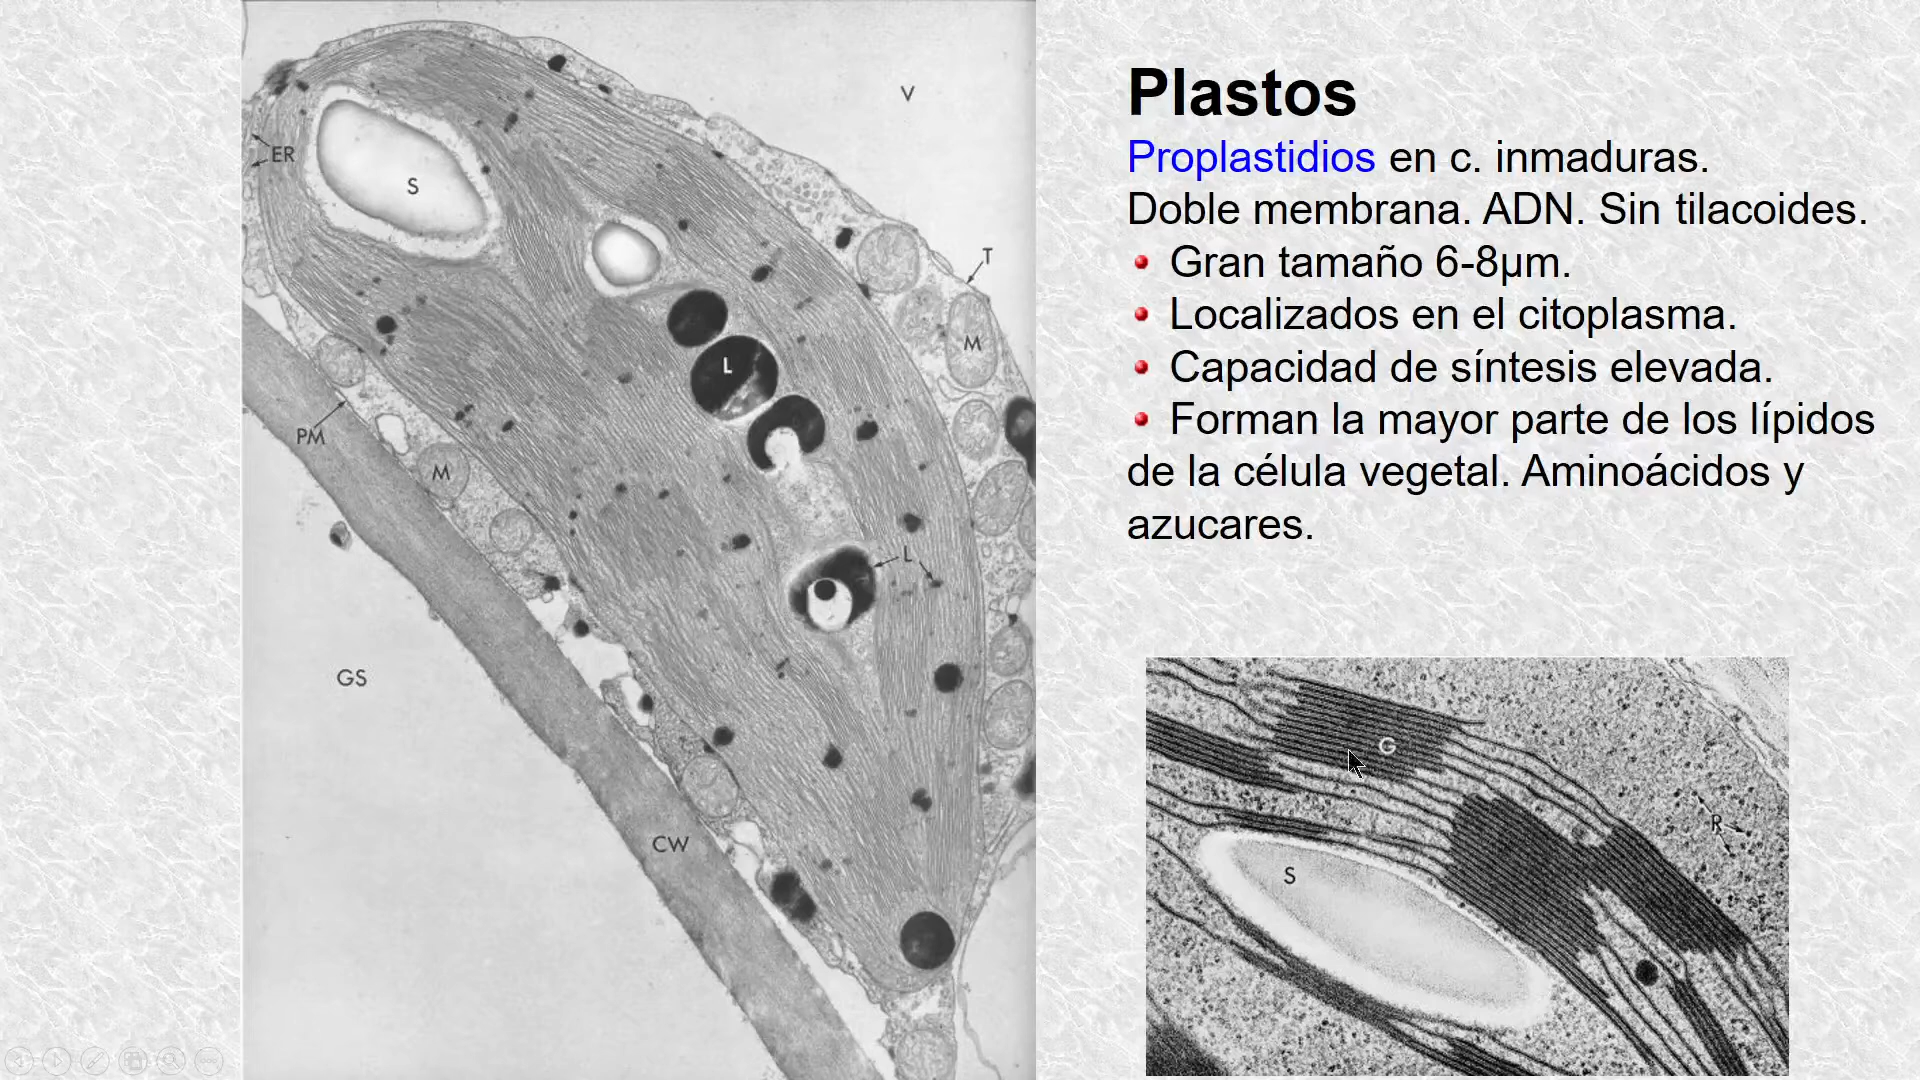 Plastos
Proplastidios en c. inmaduras.
Doble membrana. ADN. Sin tilacoides.
Gran tamaño 6-8µm.
Localizados en el citoplasma.
Capacidad de síntesis elevada.
Forman la mayor parte de los lípidos
de la célula vegetal. Aminoácidos y
azucares.
V
ER
S
T
M
L
PM
M
L
GS
CW
G
R
S